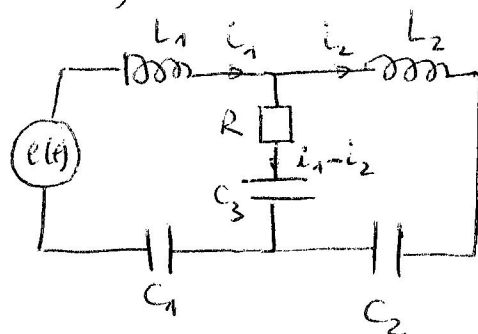 L₁ i₁ i₂ L₂
R
e(t) i₁-i₂
C₃
C₁ C₂